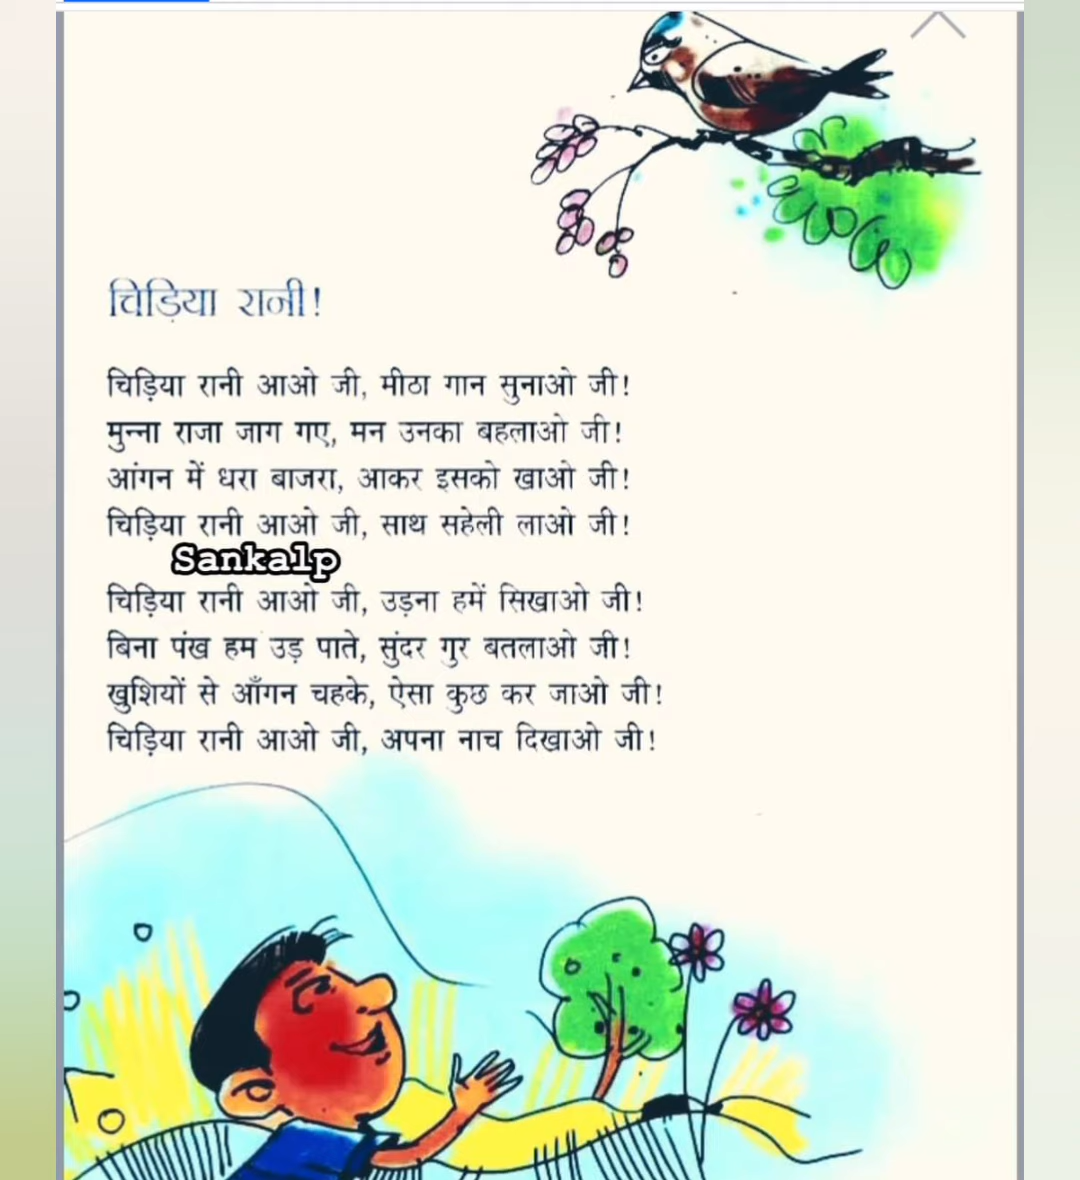 चिड़िया रानी!
चिड़िया रानी आओ जी, मीठा गान सुनाओ जी!
मुन्ना राजा जाग गए, मन उनका बहलाओ जी!
आंगन में धरा बाजरा, आकर इसको खाओ जी!
चिड़िया रानी आओ जी, साथ सहेली लाओ जी!
Sankalp
चिड़िया रानी आओ जी, उड़ना हमें सिखाओ जी!
बिना पंख हम उड़ पाते, सुंदर गुर बतलाओ जी!
खुशियों से आँगन चहके, ऐसा कुछ कर जाओ जी!
चिड़िया रानी आओ जी, अपना नाच दिखाओ जी!